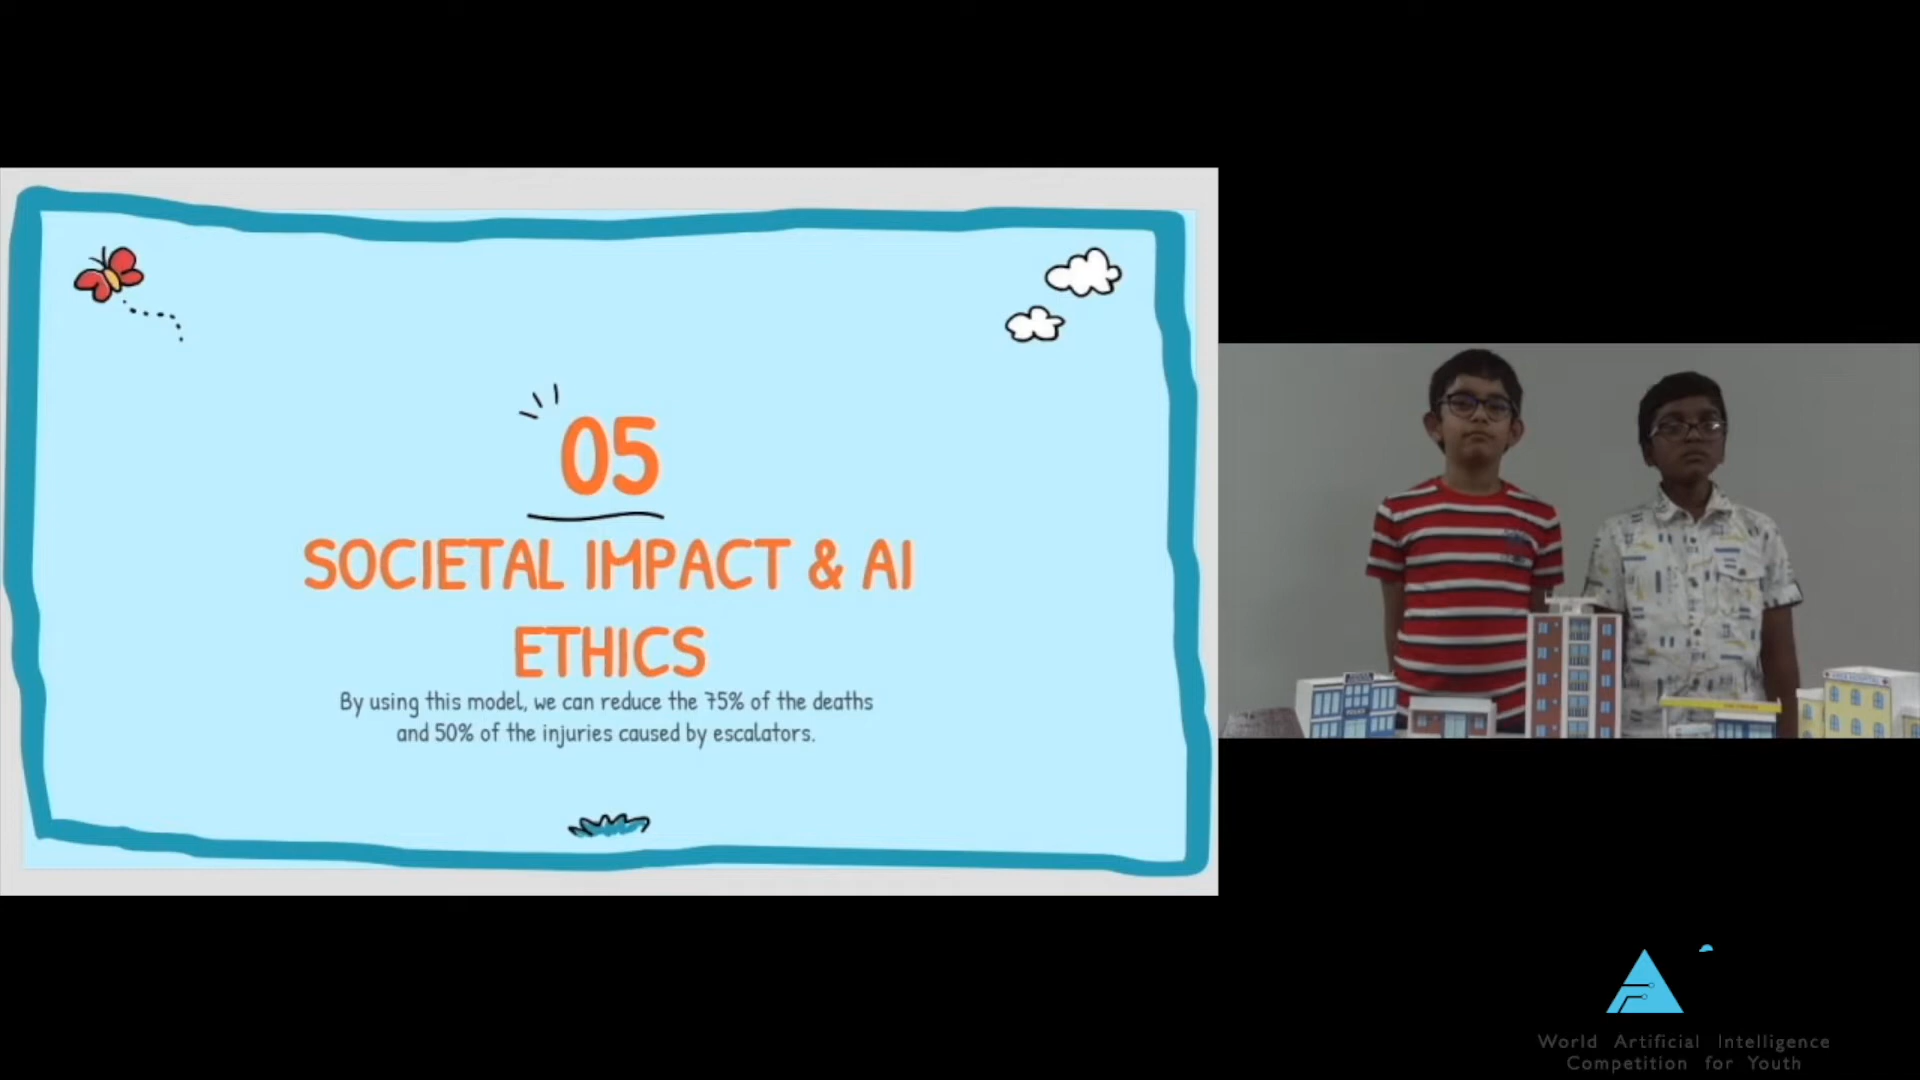 05
SOCIETAL IMPACT & AI
ETHICS
By using this model, we can reduce the 75% of the deaths
and 50% of the injuries caused by escalators.
World Artificial Intelligence
Competition for Youth